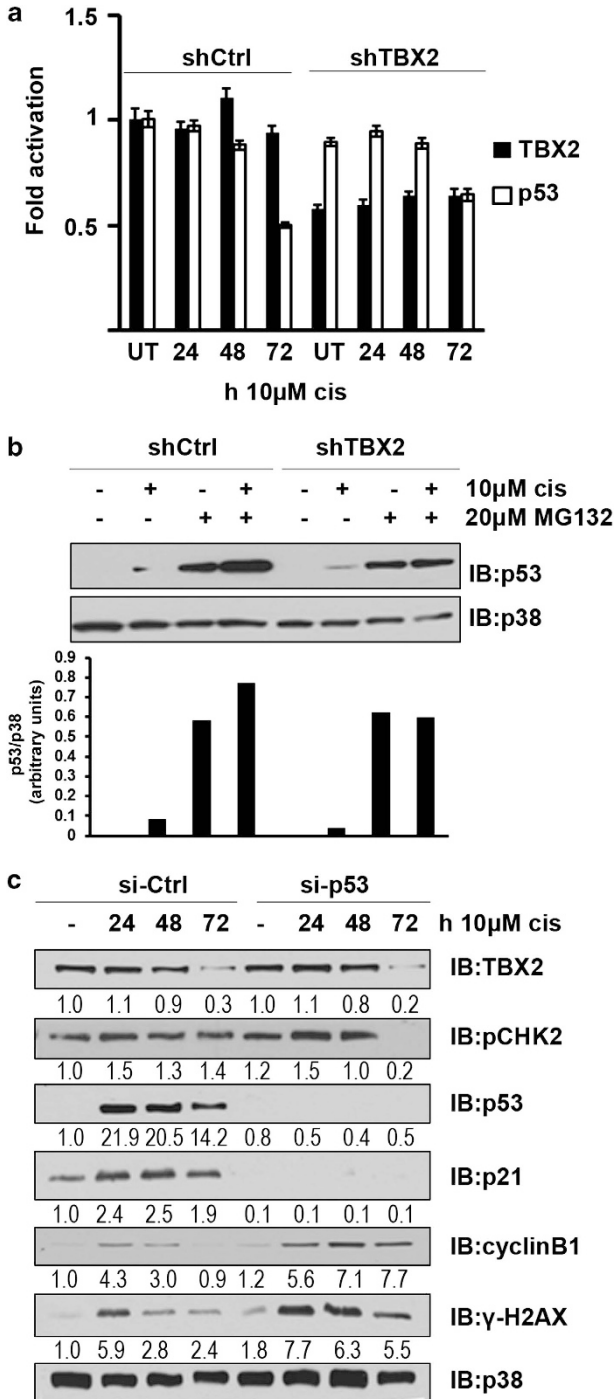 a
shCtrl shTBX2
1.5
1
0.5
0
Fold activation
TBX2
p53
UT 24 48 72 UT 24 48 72
h 10µM cis
b
shCtrl shTBX2
- + - + - + - + 10µM cis
- - + + - - + + 20µM MG132
IB:p53
IB:p38
0.9
0.8
0.7
0.6
0.5
0.4
0.3
0.2
0.1
0
p53/p38
(arbitrary units)
c
si-Ctrl si-p53
- 24 48 72 - 24 48 72 h 10µM cis
IB:TBX2
1.0 1.1 0.9 0.3 1.0 1.1 0.8 0.2
IB:pCHK2
1.0 1.5 1.3 1.4 1.2 1.5 1.0 0.2
IB:p53
1.0 21.9 20.5 14.2 0.8 0.5 0.4 0.5
IB:p21
1.0 2.4 2.5 1.9 0.1 0.1 0.1 0.1
IB:cyclinB1
1.0 4.3 3.0 0.9 1.2 5.6 7.1 7.7
IB:γ-H2AX
1.0 5.9 2.8 2.4 1.8 7.7 6.3 5.5
IB:p38